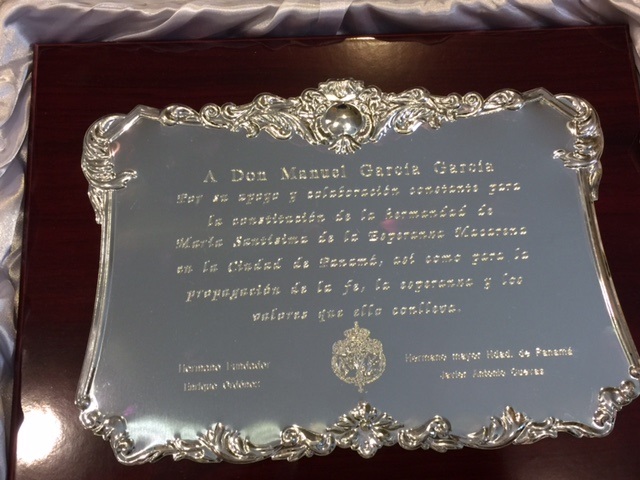 A Don Manuel García García
Por su apoyo y colaboración constante para
la constitución de la hermandad de
María Santísima de la Esperanza Macarena
en la Ciudad de Panamá, así como para la
propagación de la fe, la esperanza y los
valores que ello conlleva.
Hermano Fundador
Enrique Ordóñez
Hermano mayor Hdad. de Panamá
Javier Antonio Cuevas